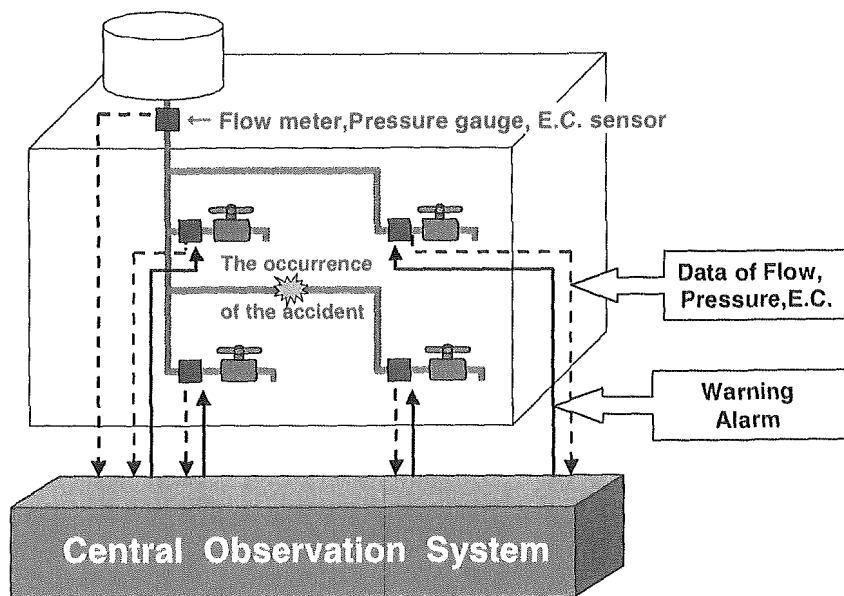 ← Flow meter,Pressure gauge, E.C. sensor
The occurrence
of the accident
Data of Flow,
Pressure,E.C.
Warning
Alarm
Central Observation System